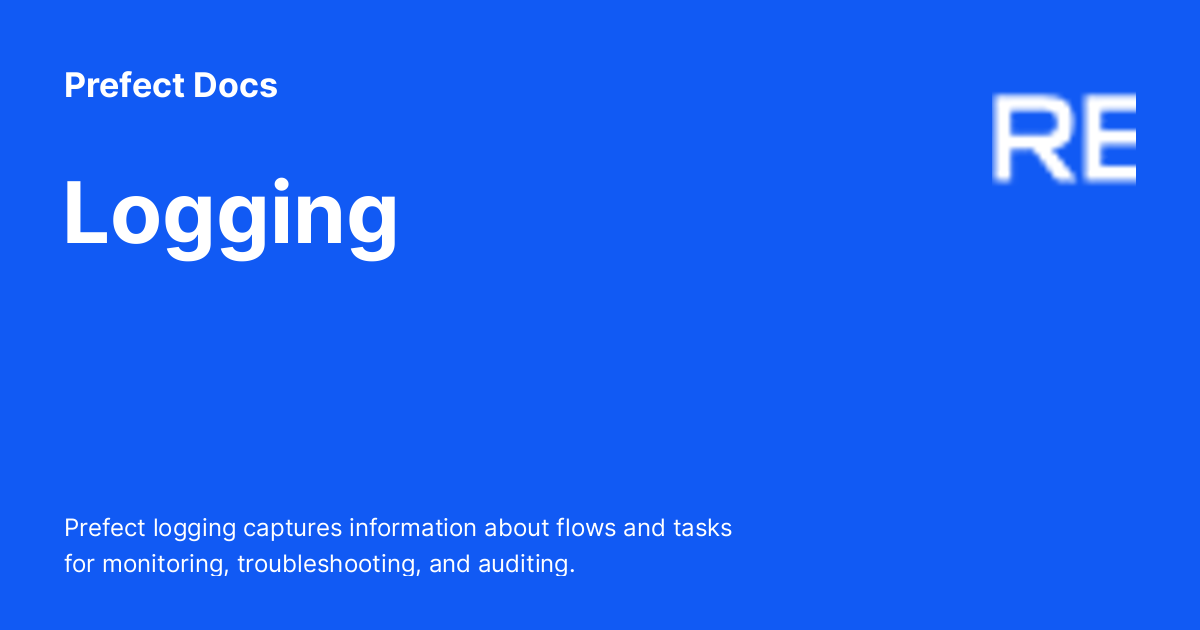 Prefect Docs
RE
Logging
Prefect logging captures information about flows and tasks
for monitoring, troubleshooting, and auditing.